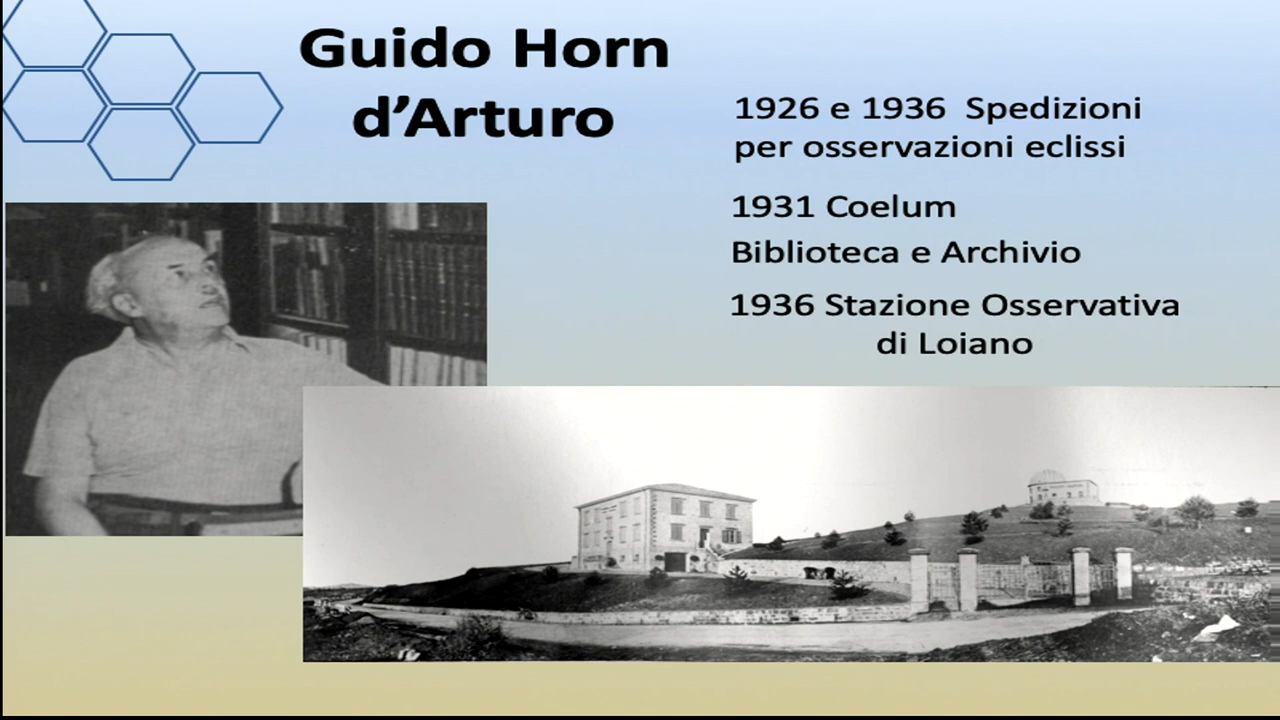 Guido Horn
d’Arturo
1926 e 1936 Spedizioni
per osservazioni eclissi
1931 Coelum
Biblioteca e Archivio
1936 Stazione Osservativa
di Loiano